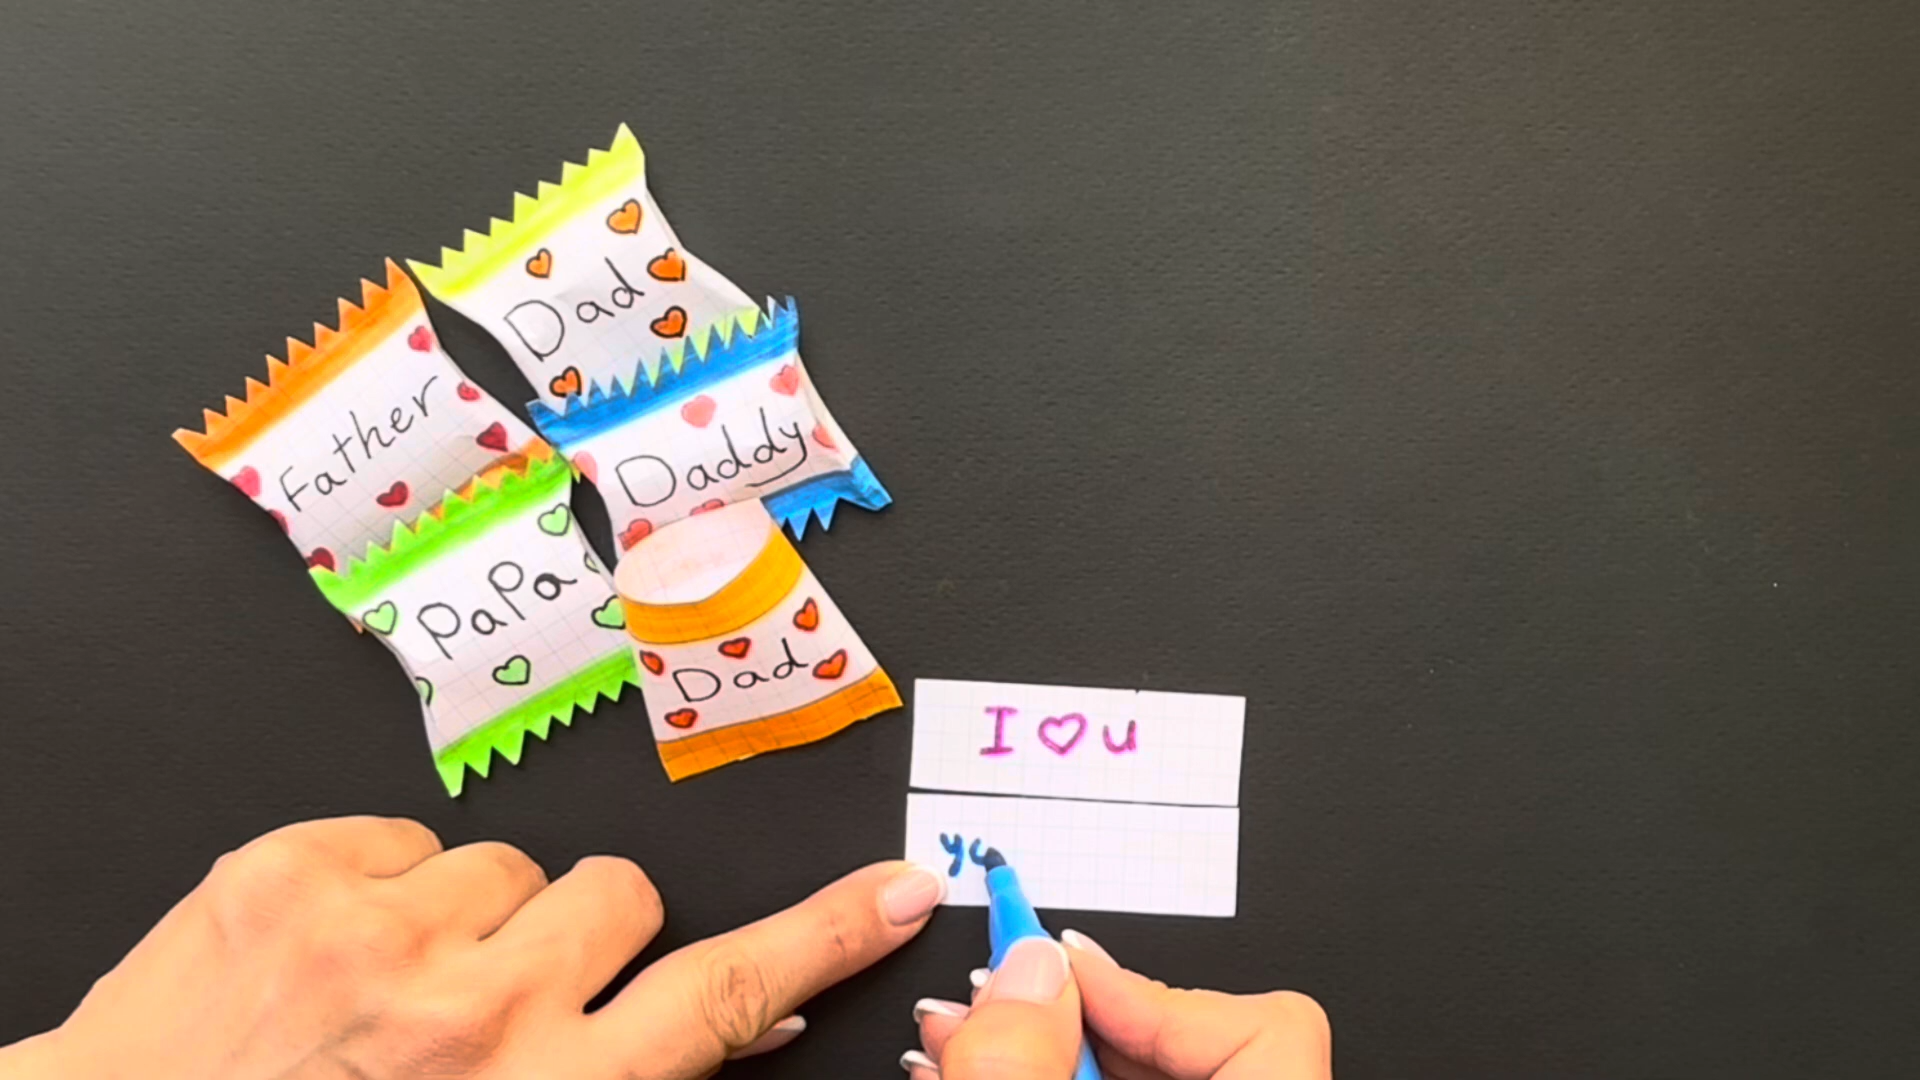 Dad
Father
Daddy
PaPa
Dad
I ♡ u
yo